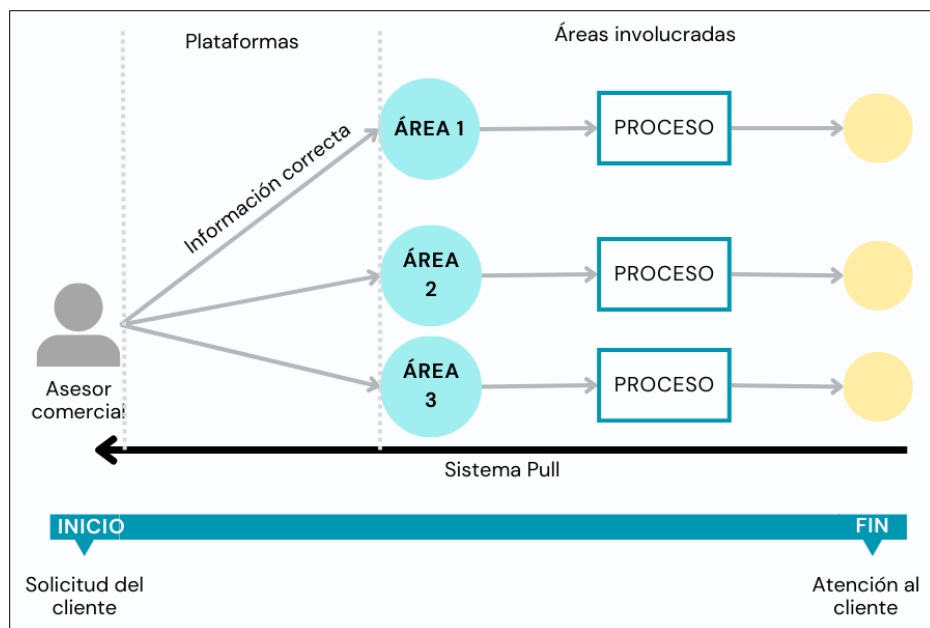 Plataformas
Áreas involucradas
Información correcta
ÁREA 1
PROCESO
ÁREA
2
PROCESO
ÁREA
3
PROCESO
Asesor
comercial
Sistema Pull
INICIO
FIN
Solicitud del
cliente
Atención al
cliente